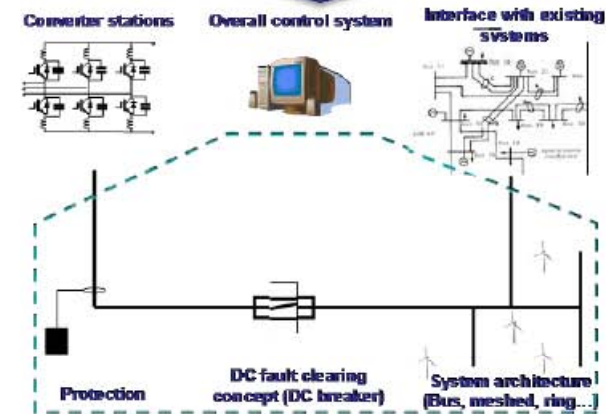 Converter stations
Overall control system
Interface with existing
systems
Protection
DC fault clearing
concept (DC breaker)
System architecture
(Bus, meshed, ring...)